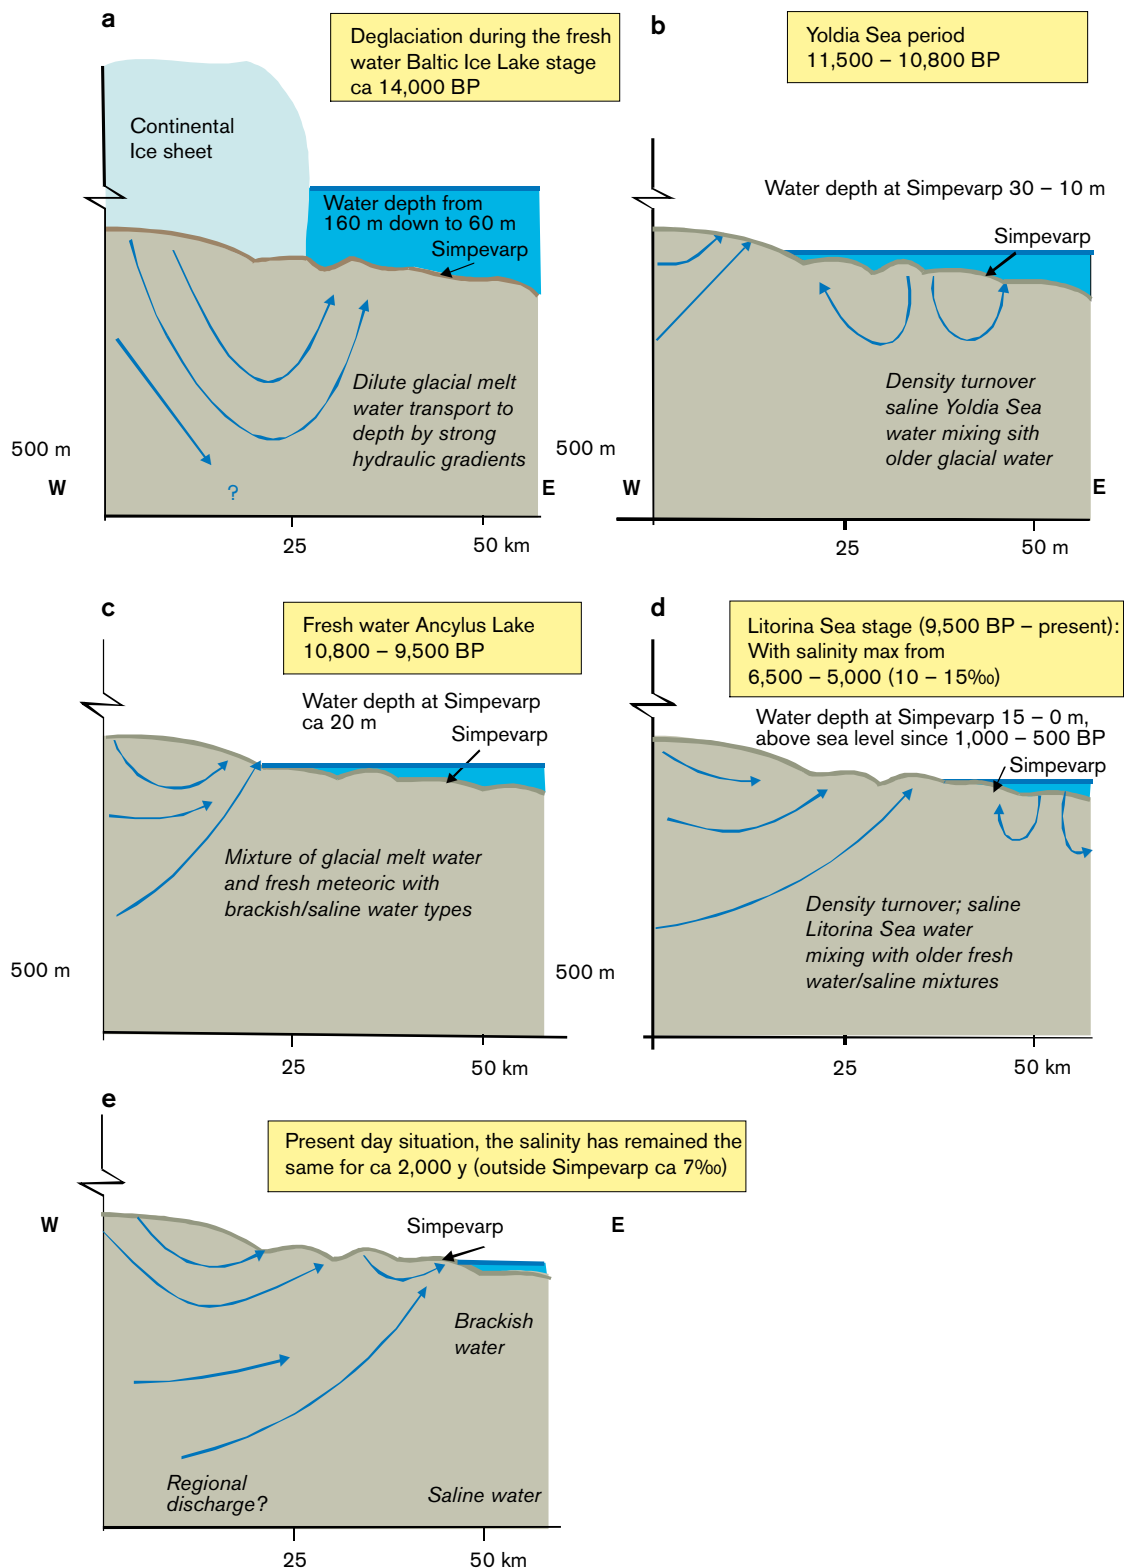 a
Deglaciation during the fresh
water Baltic Ice Lake stage
ca 14,000 BP
Continental
Ice sheet
Water depth from
160 m down to 60 m
Simpevarp
Dilute glacial melt
water transport to
depth by strong
hydraulic gradients
500 m
W
?
E
25
50 km
b
Yoldia Sea period
11,500 – 10,800 BP
Water depth at Simpevarp 30 – 10 m
Simpevarp
Density turnover
saline Yoldia Sea
water mixing sith
older glacial water
500 m
W
E
25
50 m
c
Fresh water Ancylus Lake
10,800 – 9,500 BP
Water depth at Simpevarp
ca 20 m
Simpevarp
Mixture of glacial melt water
and fresh meteoric with
brackish/saline water types
500 m
25
50 km
d
Litorina Sea stage (9,500 BP – present):
With salinity max from
6,500 – 5,000 (10 – 15‰)
Water depth at Simpevarp 15 – 0 m,
above sea level since 1,000 – 500 BP
Simpevarp
Density turnover; saline
Litorina Sea water
mixing with older fresh
water/saline mixtures
500 m
25
50 km
e
Present day situation, the salinity has remained the
same for ca 2,000 y (outside Simpevarp ca 7‰)
W
Simpevarp
E
Brackish
water
Regional
discharge?
Saline water
25
50 km